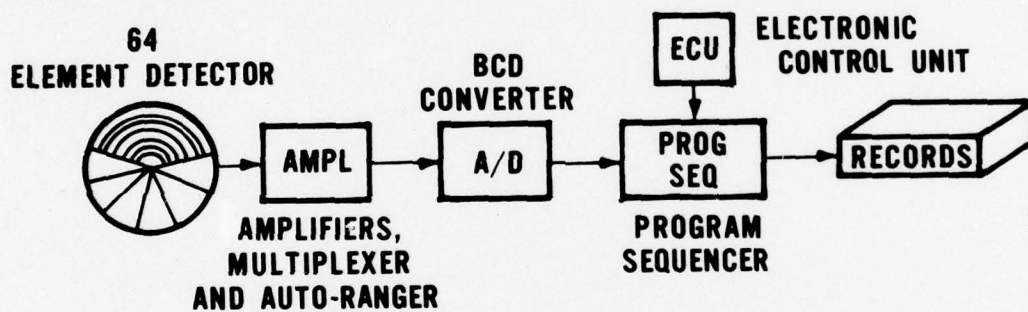 64
ELEMENT DETECTOR
AMPL
AMPLIFIERS,
MULTIPLEXER
AND AUTO-RANGER
BCD
CONVERTER
A/D
ECU
ELECTRONIC
CONTROL UNIT
PROG
SEQ
PROGRAM
SEQUENCER
RECORDS